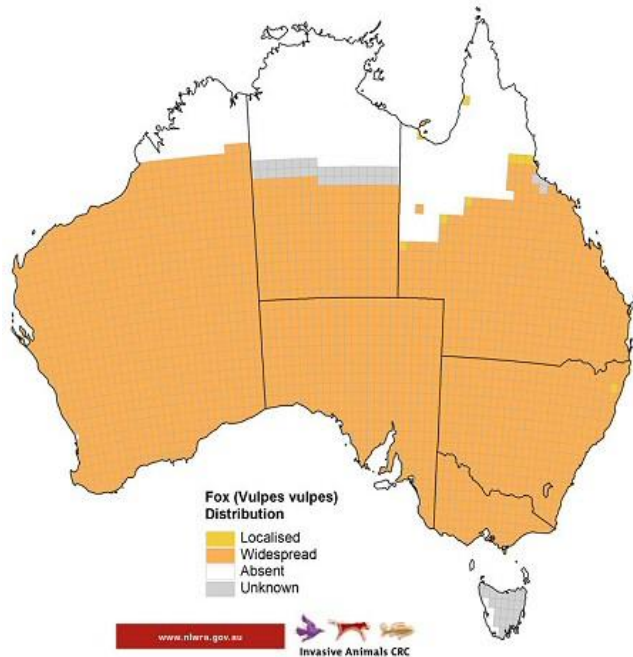 Fox (Vulpes vulpes)
Distribution
Localised
Widespread
Absent
Unknown
www.nlwra.gov.au
Invasive Animals CRC